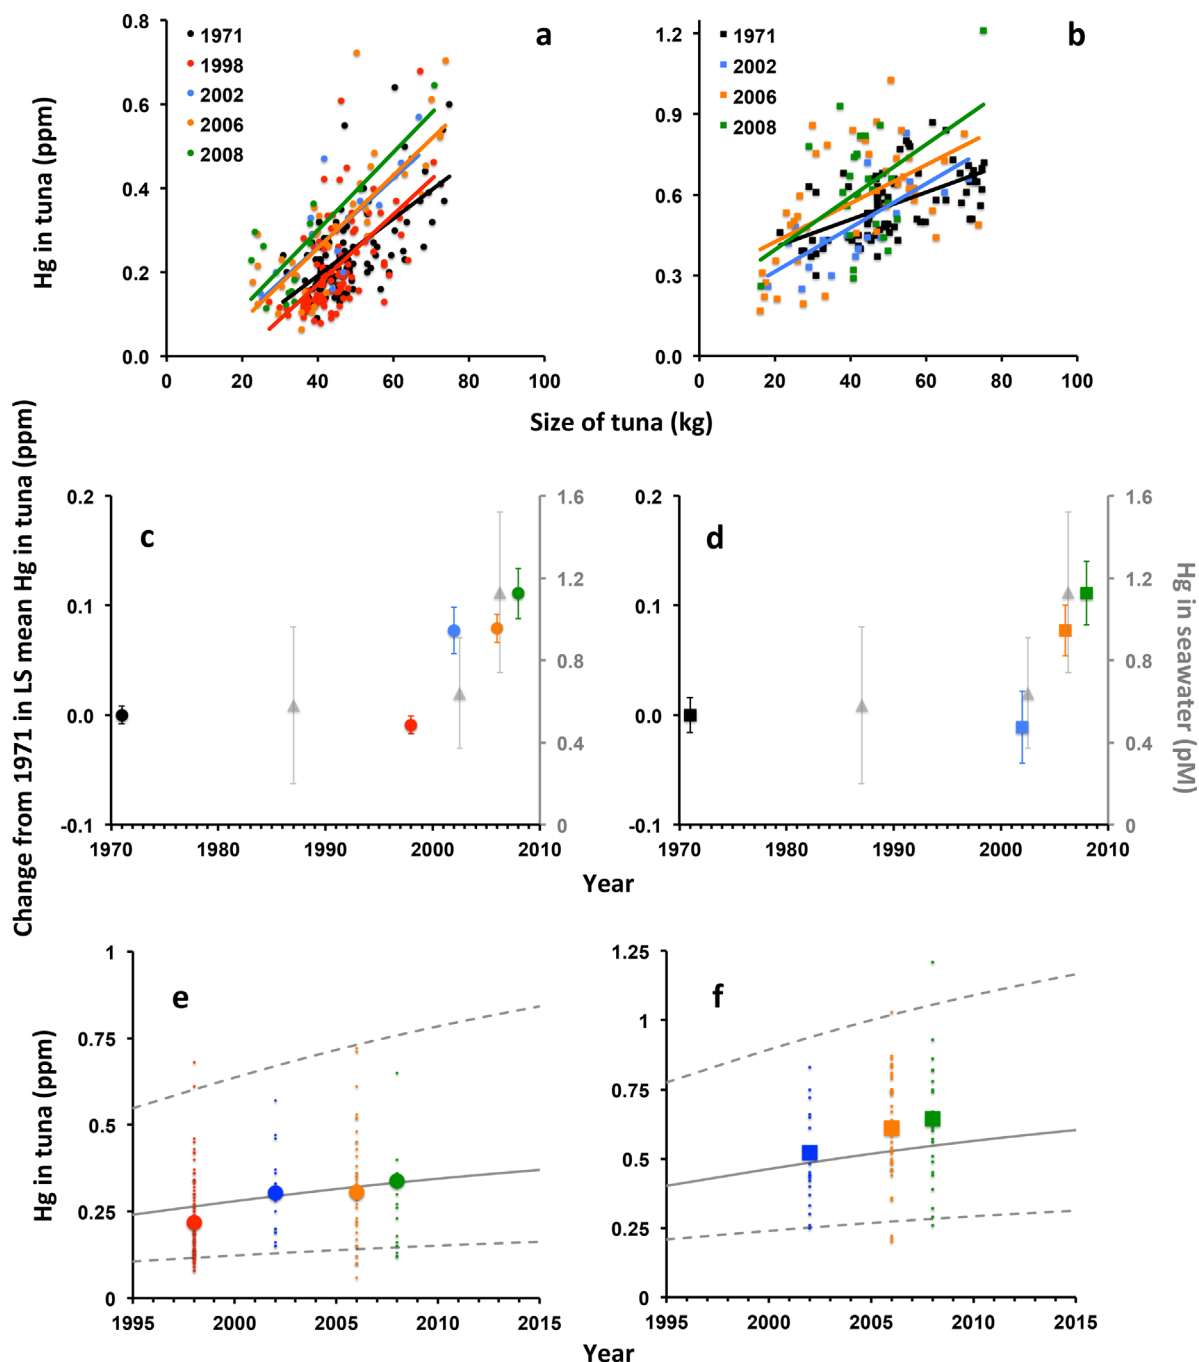 a
1971
1998
2002
2006
2008
Hg in tuna (ppm)
0.8
0.6
0.4
0.2
0.0
0 20 40 60 80 100
b
1971
2002
2006
2008
1.2
0.9
0.6
0.3
0.0
0 20 40 60 80 100
Size of tuna (kg)
Change from 1971 in LS mean Hg in tuna (ppm)
c
0.2
0.1
0.0
-0.1
1970 1980 1990 2000 2010
1.6
1.2
0.8
0.4
0
d
0.2
0.1
0.0
-0.1
1970 1980 1990 2000 2010
1.6
1.2
0.8
0.4
0
Hg in seawater (pM)
Year
Hg in tuna (ppm)
e
1
0.75
0.5
0.25
0
1995 2000 2005 2010 2015
f
1.25
1
0.75
0.5
0.25
0
1995 2000 2005 2010 2015
Year